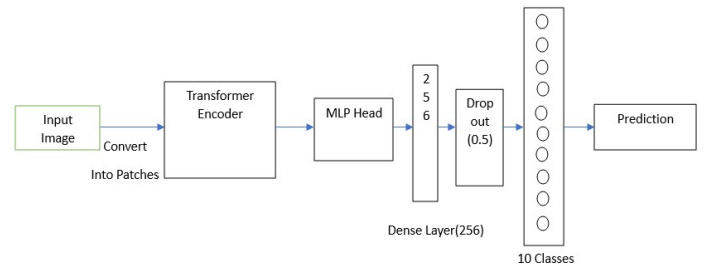 Input
Image
Convert
Into Patches
Transformer
Encoder
MLP Head
2
5
6
Dense Layer(256)
Drop
out
(0.5)
10 Classes
Prediction